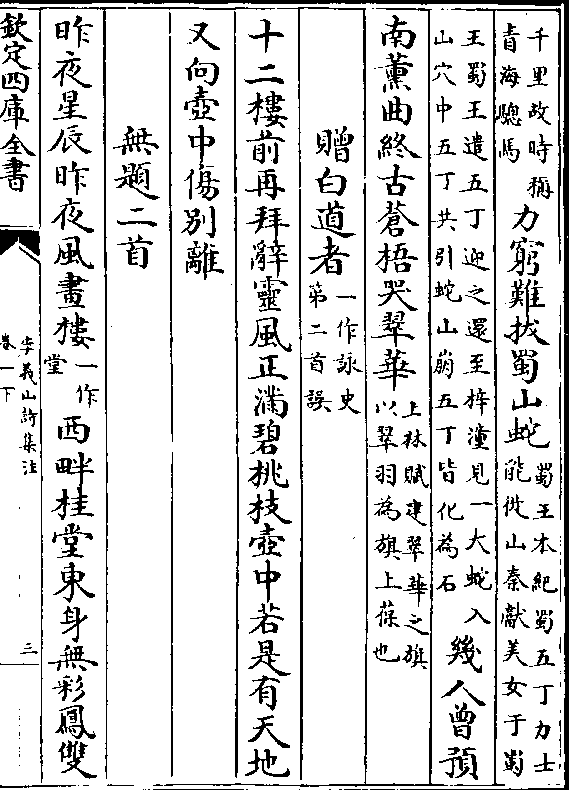 千里故時稱青海驄馬力窮難拔蜀山蛇蜀王本紀蜀五丁力士能徙山秦獻美女于蜀
王蜀王遣五丁迎之還至梓潼見一大蛇入山穴中五丁共引蛇山崩五丁皆化為石幾人曾預
南薰曲終古蒼梧哭翠華上林賦建翠華之旗以翠羽為旗上葆也
贈白道者一作詠史第二首誤
十二樓前再拜辭靈風正滿碧桃枝壺中若是有天地
又向壺中傷別離
無題二首
昨夜星辰昨夜風畫樓一作堂西畔桂堂東身無彩鳳雙
欽定四庫全書
李義山詩集注
卷一下
三